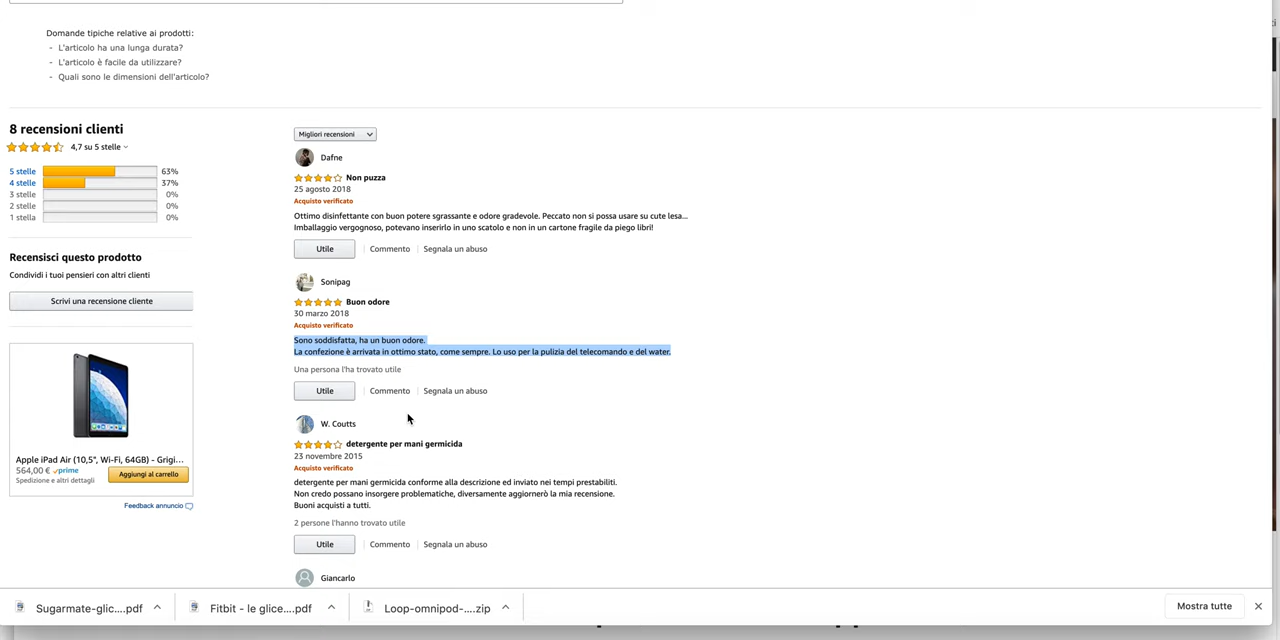 Domande tipiche relative ai prodotti:
- L'articolo ha una lunga durata?
- L'articolo è facile da utilizzare?
- Quali sono le dimensioni dell'articolo?
8 recensioni clienti
4,7 su 5 stelle
5 stelle 63%
4 stelle 37%
3 stelle 0%
2 stelle 0%
1 stella 0%
Recensisci questo prodotto
Condividi i tuoi pensieri con altri clienti
Scrivi una recensione cliente
Apple iPad Air (10,5", Wi-Fi, 64GB) - Grigi...
564,00 € prime
Spedizione e altri dettagli
Aggiungi al carrello
Feedback annuncio
Migliori recensioni
Dafne
Non puzza
25 agosto 2018
Acquisto verificato
Ottimo disinfettante con buon potere sgrassante e odore gradevole. Peccato non si possa usare su cute lesa...
Imballaggio vergognoso, potevano inserirlo in uno scatolo e non in un cartone fragile da piego libri!
Utile | Commento | Segnala un abuso
Sonipag
Buon odore
30 marzo 2018
Acquisto verificato
Sono soddisfatta, ha un buon odore.
La confezione è arrivata in ottimo stato, come sempre. Lo uso per la pulizia del telecomando e del water.
Una persona l'ha trovato utile
Utile | Commento | Segnala un abuso
W. Coutts
detergente per mani germicida
23 novembre 2015
Acquisto verificato
detergente per mani germicida conforme alla descrizione ed inviato nei tempi prestabiliti.
Non credo possano insorgere problematiche, diversamente aggiornerò la mia recensione.
Buoni acquisti a tutti.
2 persone l'hanno trovato utile
Utile | Commento | Segnala un abuso
Giancarlo
Sugarmate-glic....pdf
Fitbit - le glice....pdf
Loop-omnipod-....zip
Mostra tutte